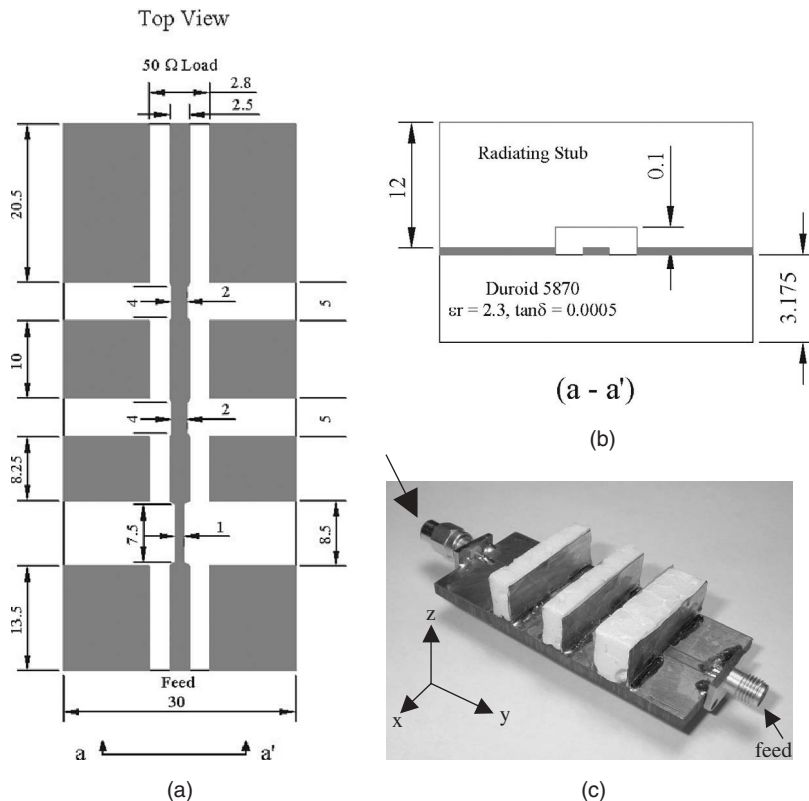 Top View
50 Ω Load
2.8
2.5
20.5
4
2
5
10
4
2
5
8.25
7.5
1
8.5
13.5
Feed
30
a
a'
(a)
12
Radiating Stub
0.1
Duroid 5870
εr = 2.3, tanδ = 0.0005
3.175
(a - a')
(b)
z
x
y
feed
(c)